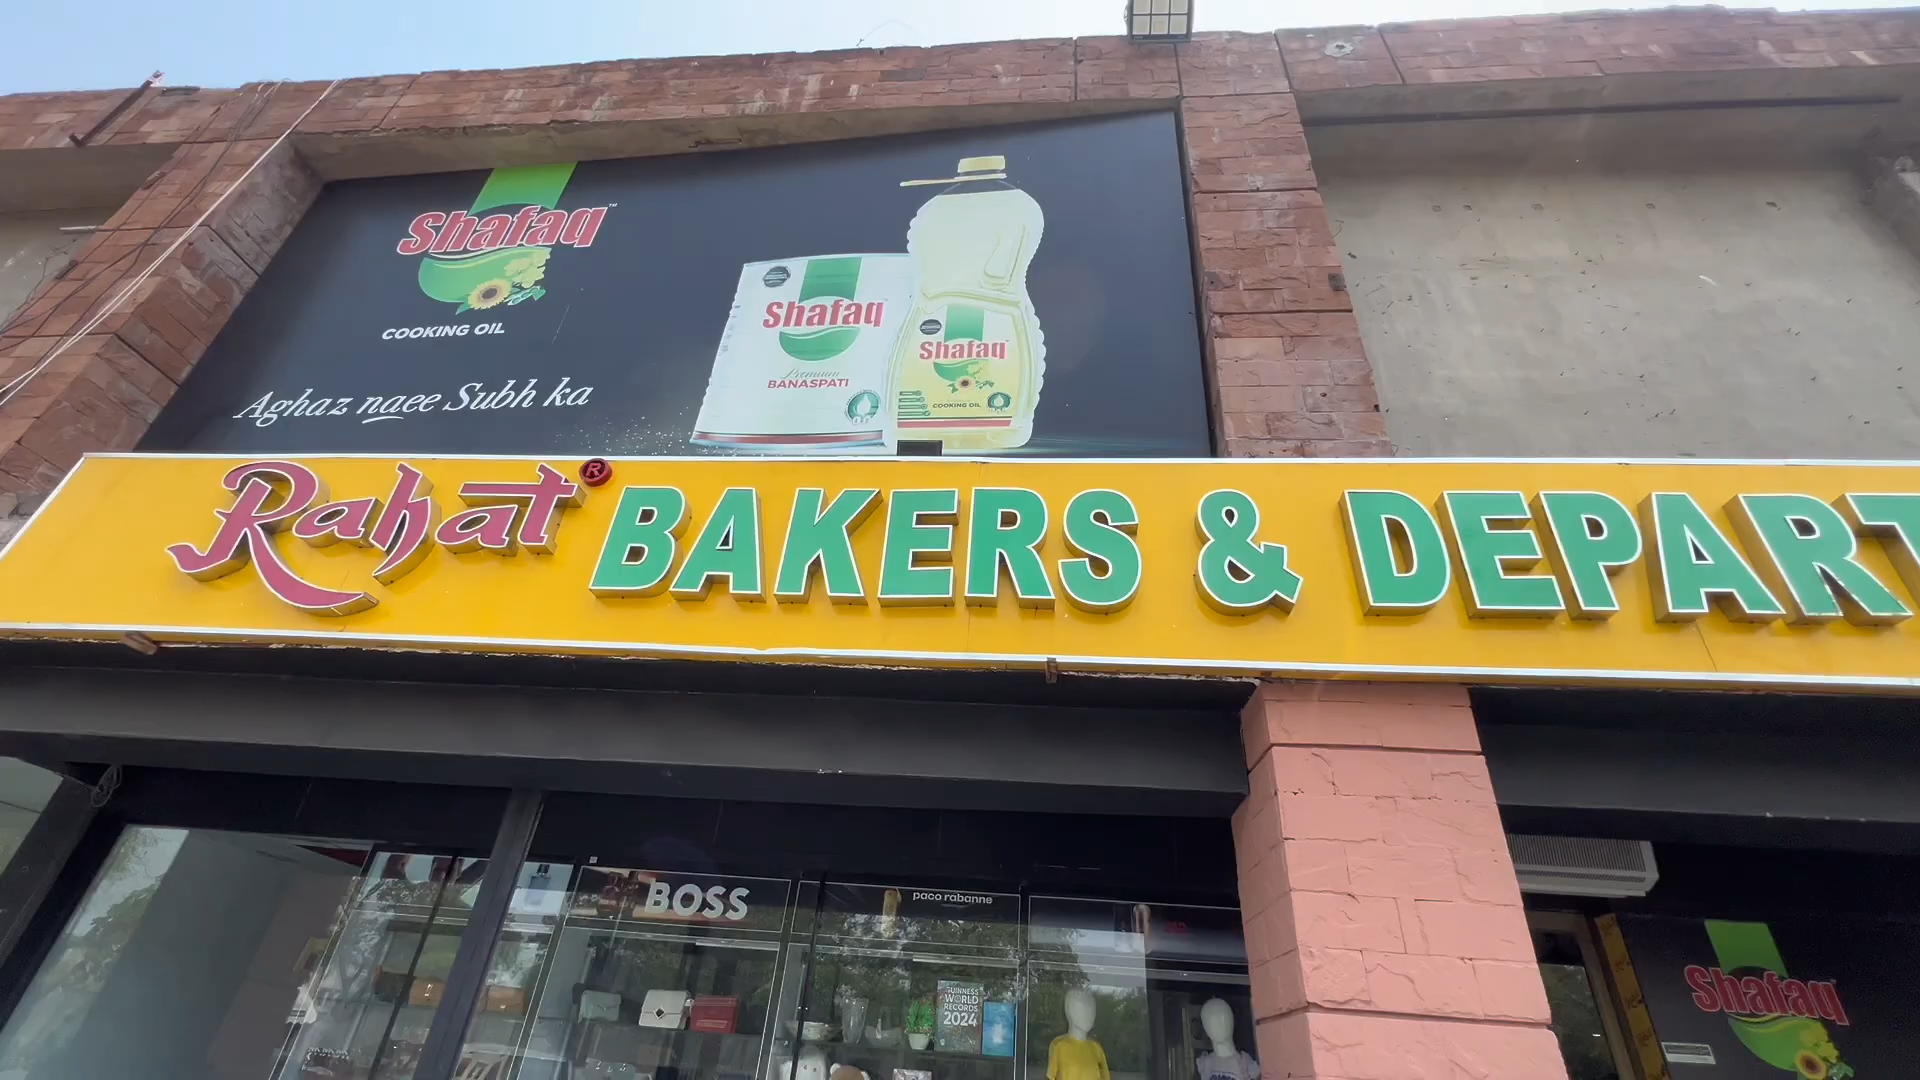 Shafaq™
COOKING OIL
Aghaz naee Subh ka
Shafaq
Premium
BANASPATI
Shafaq
COOKING OIL
Rahat® BAKERS & DEPART
BOSS
paco rabanne
GUINNESS
WORLD
RECORDS
2024
Shafaq